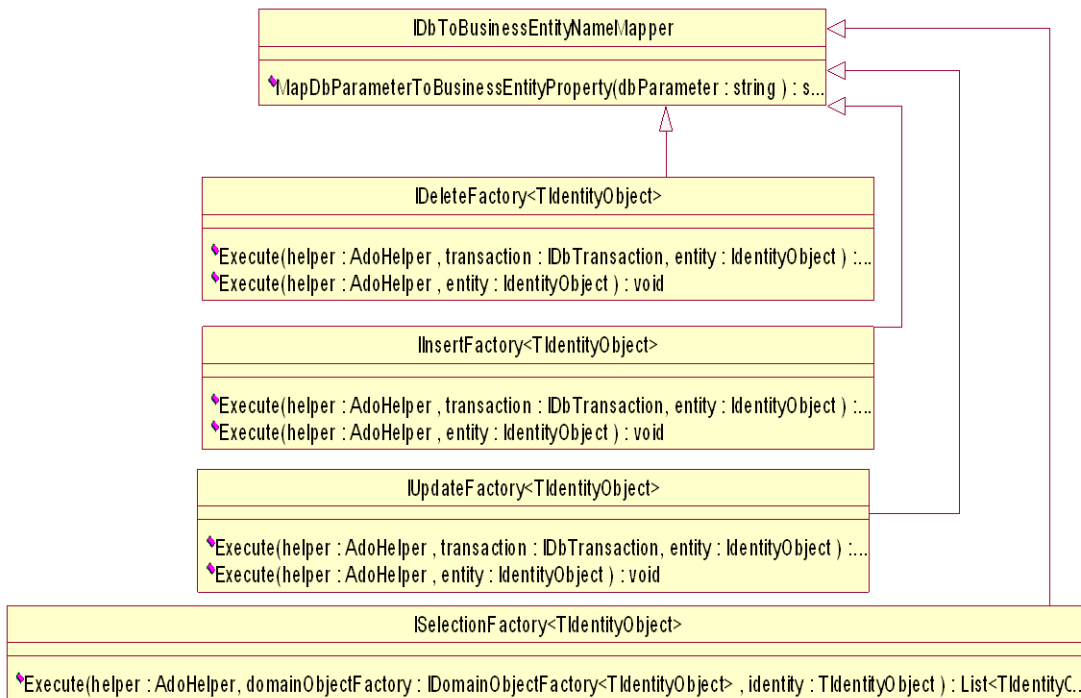 IDbToBusinessEntityNameMapper
MapDbParameterToBusinessEntityProperty(dbParameter : string ) : s...
IDeleteFactory<TIdentityObject>
Execute(helper : AdoHelper , transaction : IDbTransaction, entity : IdentityObject ) :...
Execute(helper : AdoHelper , entity : IdentityObject ) : void
IInsertFactory<TIdentityObject>
Execute(helper : AdoHelper , transaction : IDbTransaction, entity : IdentityObject ) :...
Execute(helper : AdoHelper , entity : IdentityObject ) : void
IUpdateFactory<TIdentityObject>
Execute(helper : AdoHelper , transaction : IDbTransaction, entity : IdentityObject ) :...
Execute(helper : AdoHelper , entity : IdentityObject ) : void
ISelectionFactory<TIdentityObject>
Execute(helper : AdoHelper, domainObjectFactory : IDomainObjectFactory<TIdentityObject> , identity : TIdentityObject ) : List<TIdentityO...